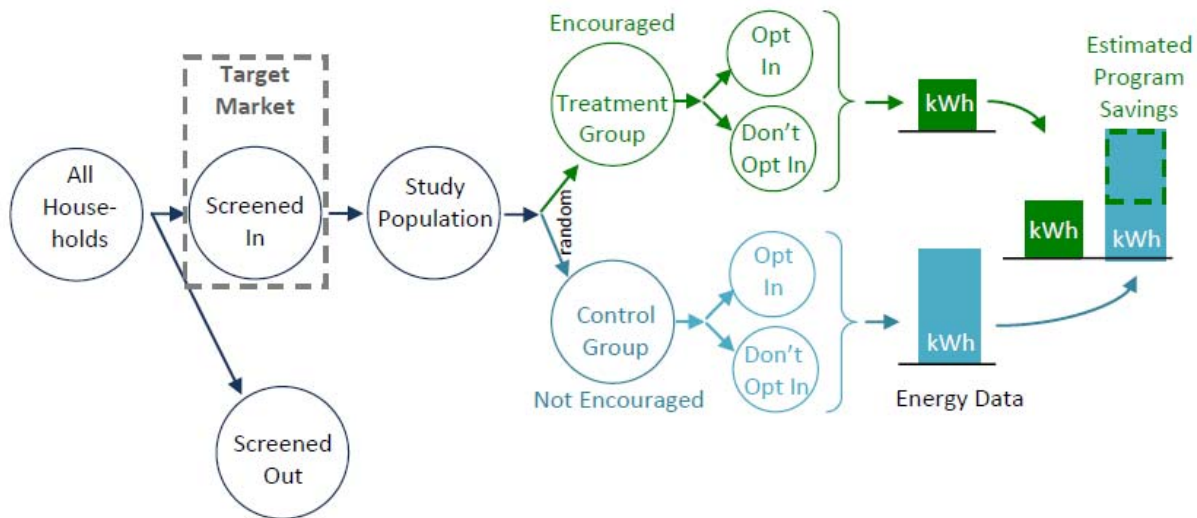 All
House-
holds
Target
Market
Screened
In
Screened
Out
Study
Population
random
Encouraged
Treatment
Group
Opt
In
Don't
Opt In
Control
Group
Not Encouraged
Opt
In
Don't
Opt In
kWh
kWh
Energy Data
Estimated
Program
Savings
kWh
kWh